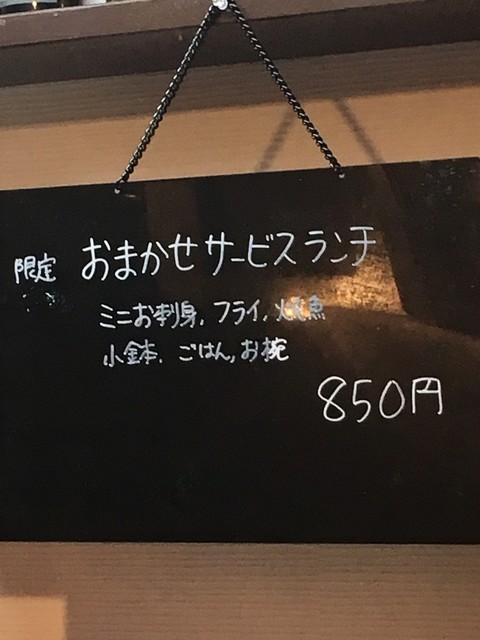 限定 おまかせサービスランチ
ミニお刺身、フライ、焼魚
小鉢、ごはん、お椀
850円